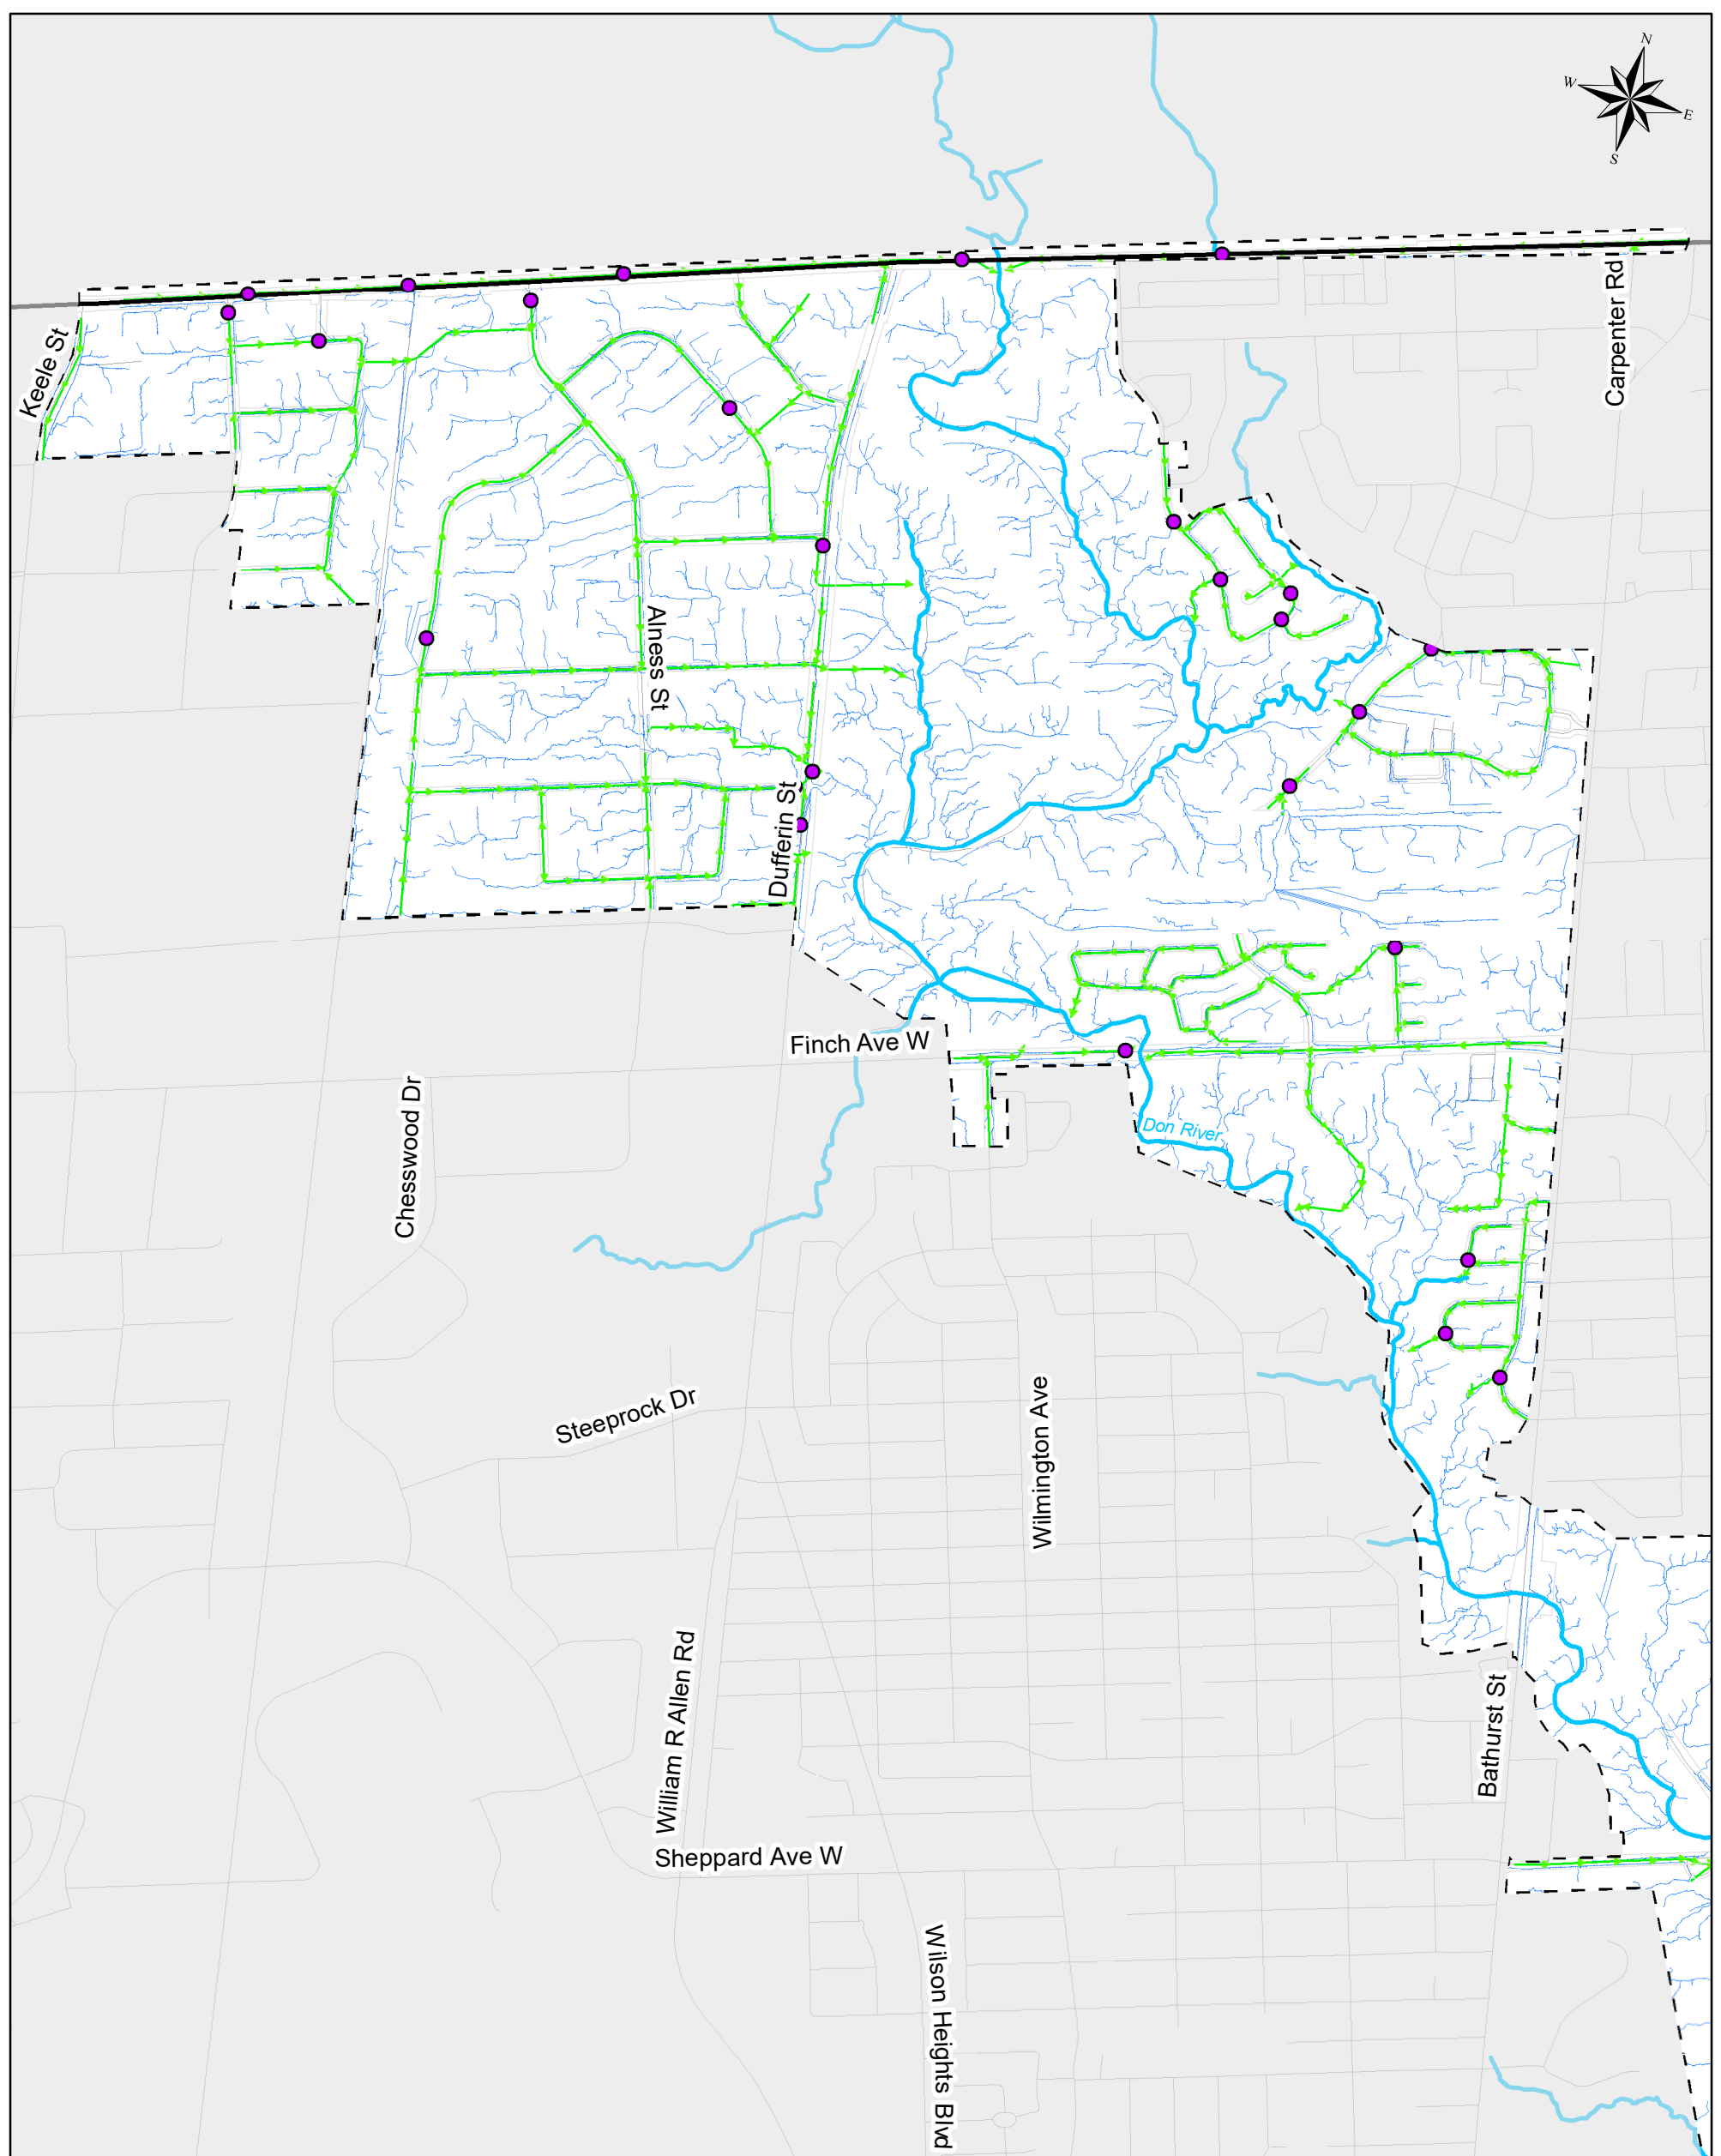 N
W
E
S
Keele St
Carpenter Rd
Alness St
Dufferin St
Finch Ave W
Don River
Chesswood Dr
Steeprock Dr
Wilmington Ave
William R Allen Rd
Bathurst St
Sheppard Ave W
Wilson Heights Blvd